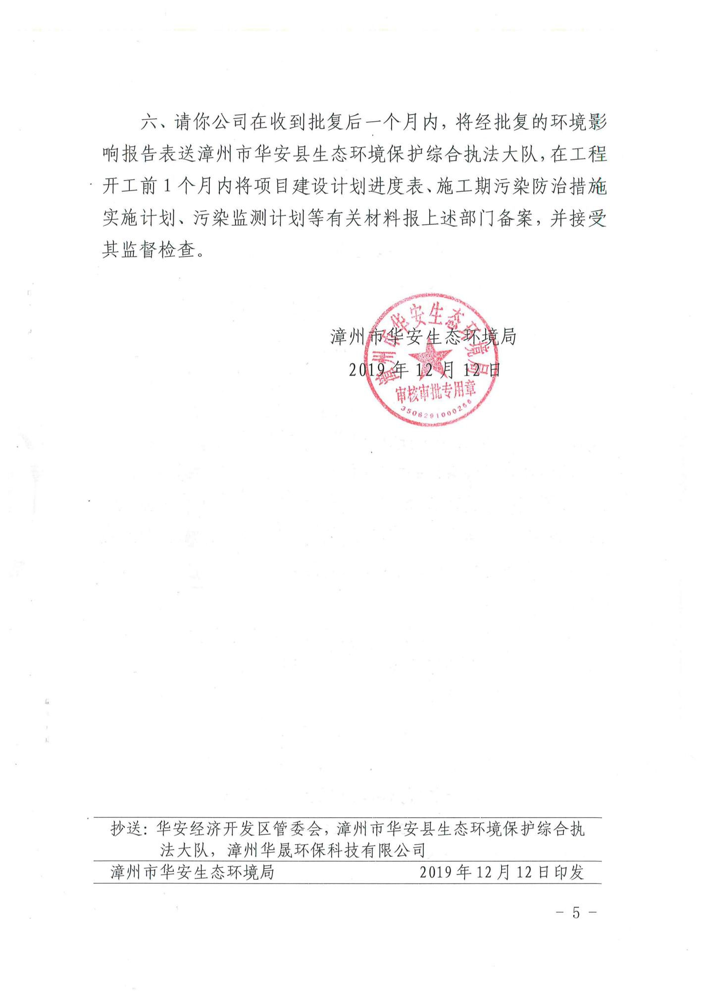 六、请你公司在收到批复后一个月内，将经批复的环境影
响报告表送漳州市华安县生态环境保护综合执法大队，在工程
开工前1个月内将项目建设计划进度表、施工期污染防治措施
实施计划、污染监测计划等有关材料报上述部门备案，并接受
其监督检查。
漳州市华安生态环境局
2019年12月12日
漳州市华安生态环境局
审核审批专用章
3506291000266
抄送：华安经济开发区管委会，漳州市华安县生态环境保护综合执
法大队，漳州华晟环保科技有限公司
漳州市华安生态环境局 2019年12月12日印发
- 5 -